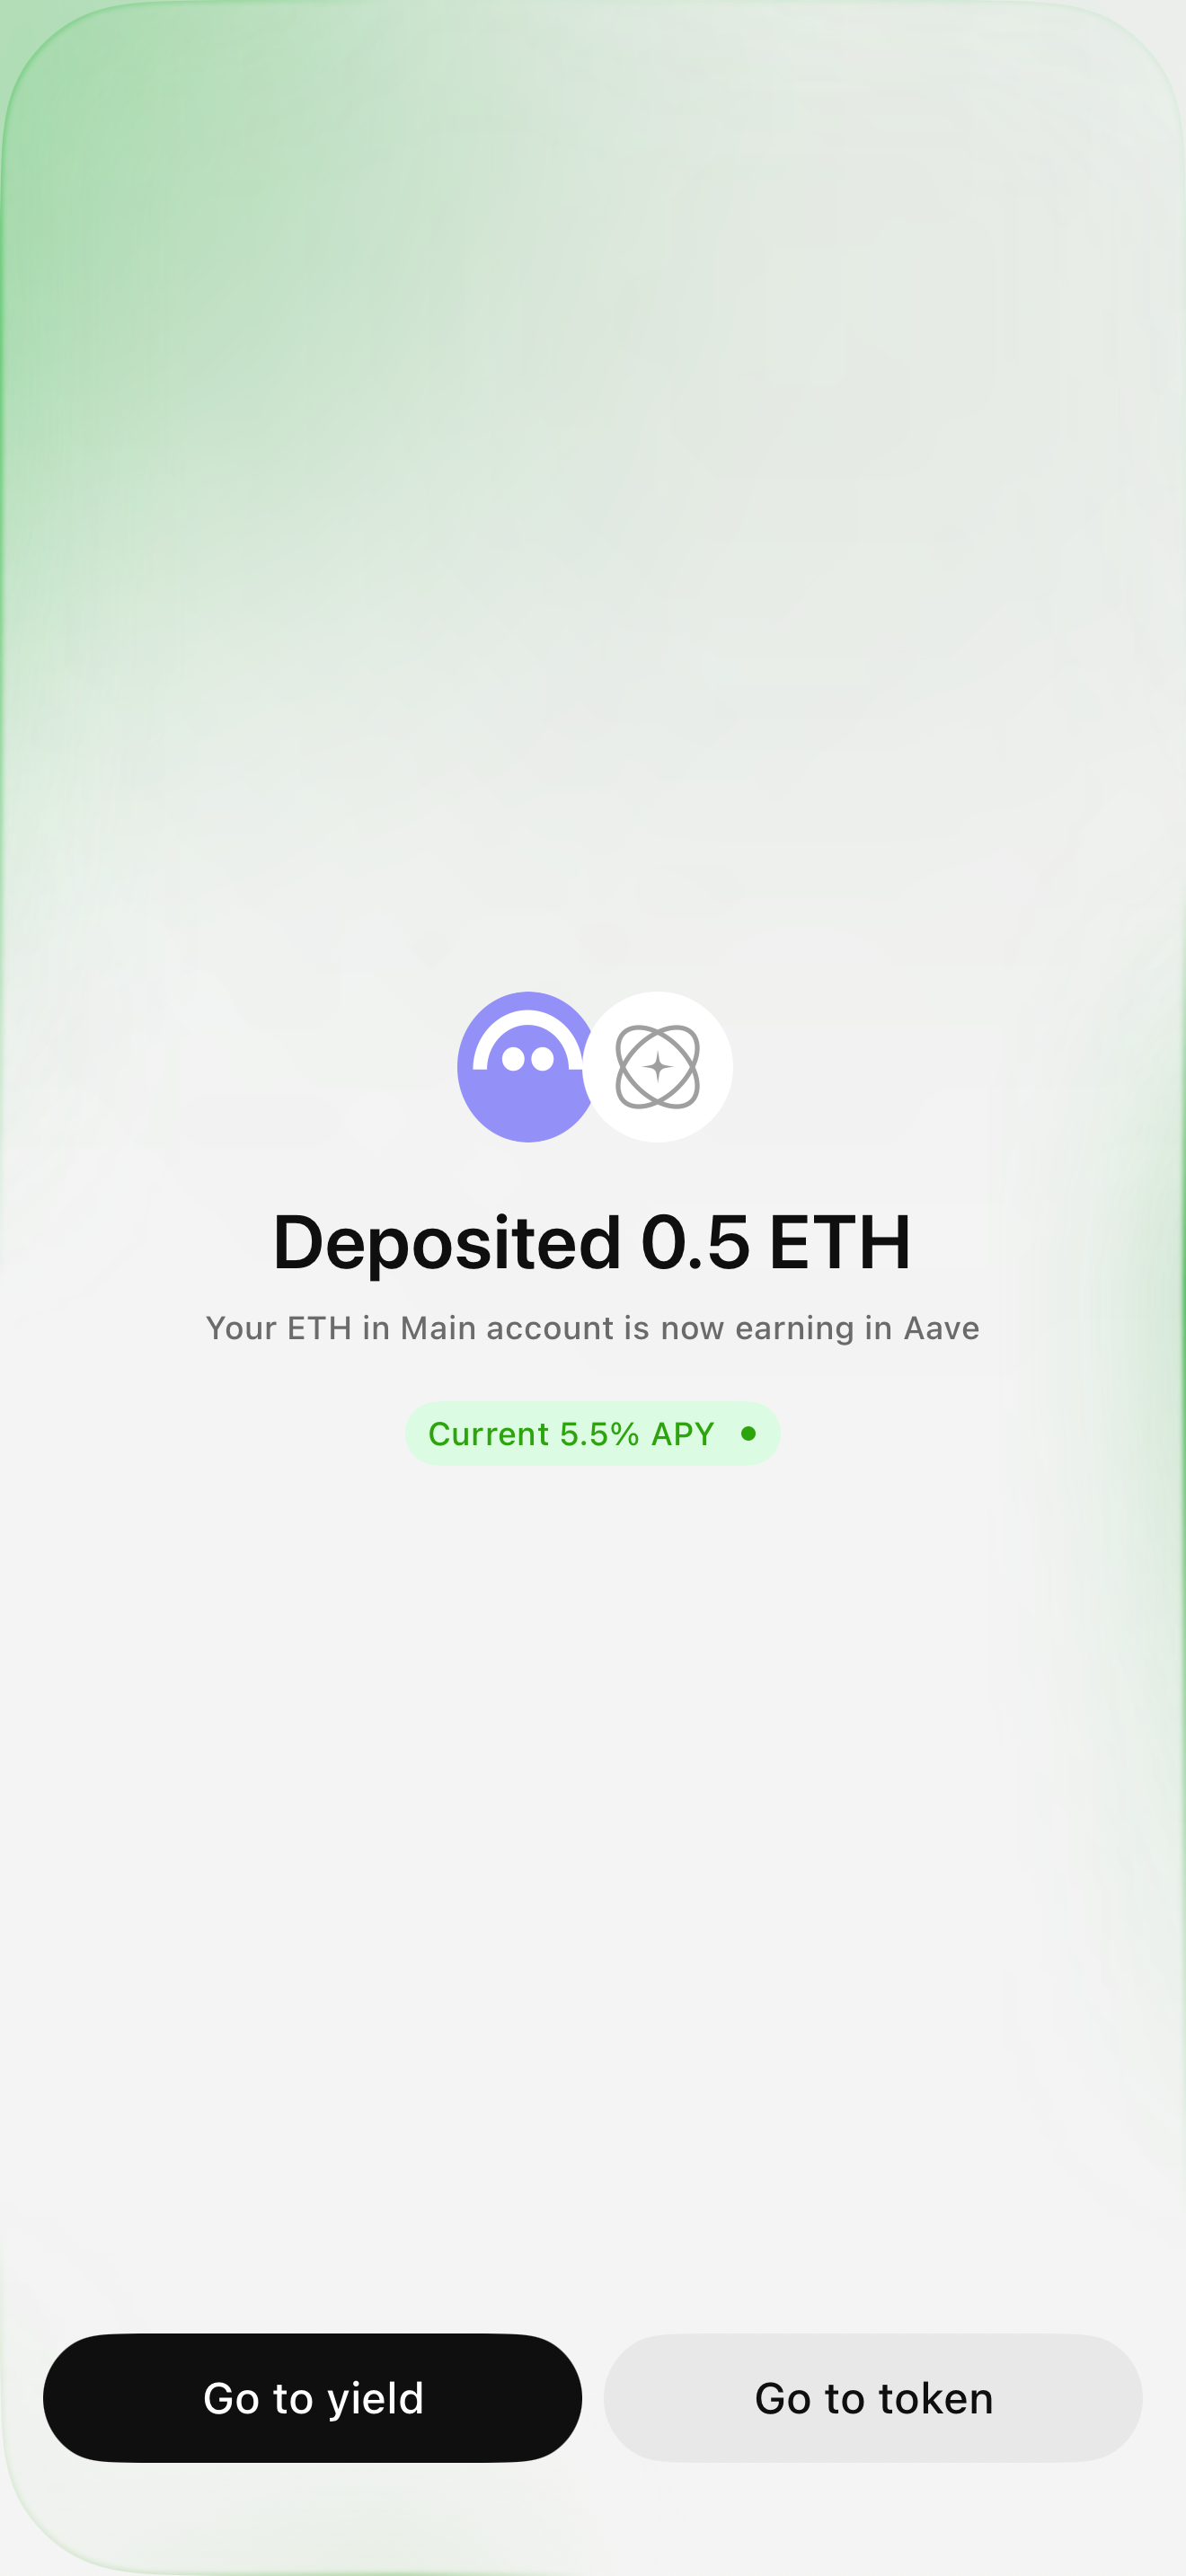 Deposited 0.5 ETH
Your ETH in Main account is now earning in Aave
Current 5.5% APY
Go to yield
Go to token